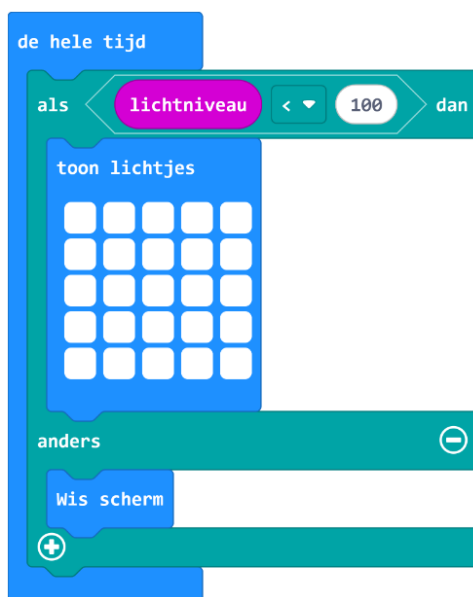 de hele tijd
als lichtniveau < 100 dan
toon lichtjes
anders
Wis scherm